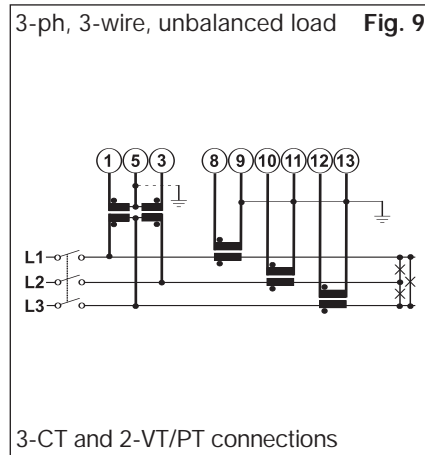 3-ph, 3-wire, unbalanced load Fig. 9
1 5 3 8 9 10 11 12 13
L1
L2
L3
3-CT and 2-VT/PT connections